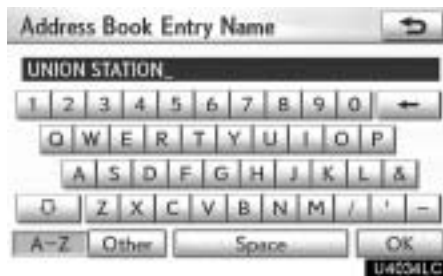 Address Book Entry Name
UNION STATION_
1 2 3 4 5 6 7 8 9 0 ←
Q W E R T Y U I O P
A S D F G H J K L &
Z X C V B N M / ' -
A-Z Other Space OK
U4034LC